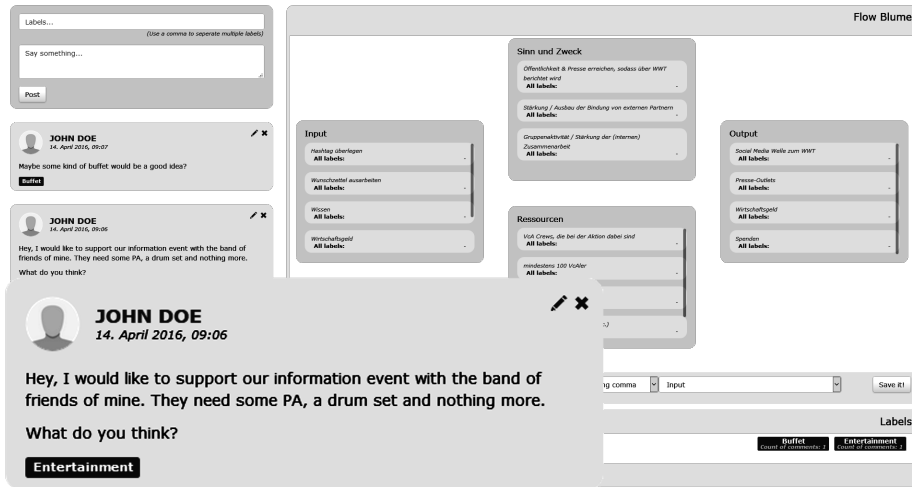 Labels...
(Use a comma to seperate multiple labels)
Say something...
Post
JOHN DOE
14. April 2016, 09:07
Maybe some kind of buffet would be a good idea?
Buffet
JOHN DOE
14. April 2016, 09:06
Hey, I would like to support our information event with the band of
friends of mine. They need some PA, a drum set and nothing more.
What do you think?
JOHN DOE
14. April 2016, 09:06
Hey, I would like to support our information event with the band of
friends of mine. They need some PA, a drum set and nothing more.
What do you think?
Entertainment
Flow Blume
Input
Hashtag überlegen
All labels: -
Wunschzettel ausarbeiten
All labels: -
Wissen
All labels: -
Wirtschaftsgeld
All labels: -
Sinn und Zweck
Öffentlichkeit & Presse erreichen, sodass über WWT
berichtet wird
All labels: -
Stärkung / Ausbau der Bindung von externen Partnern
All labels: -
Gruppenaktivität / Stärkung der (internen)
Zusammenarbeit
All labels: -
Ressourcen
VcA Crews, die bei der Aktion dabei sind
All labels: -
mindestens 100 VcAler
All labels: -
-
-
Output
Social Media Welle zum WWT
All labels: -
Presse-Outlets
All labels: -
Wirtschaftsgeld
All labels: -
Spenden
All labels: -
comma
Input
Save it!
Labels
Buffet
Count of comments: 1
Entertainment
Count of comments: 1